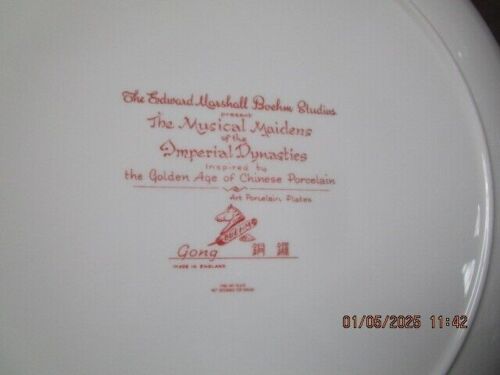 The Edward Marshall Boehm Studios
present
The Musical Maidens
of the
Imperial Dynasties
inspired by
the Golden Age of Chinese Porcelain
Art Porcelain Plates
Gong 銅鑼
MADE IN ENGLAND
01/05/2025 11:42